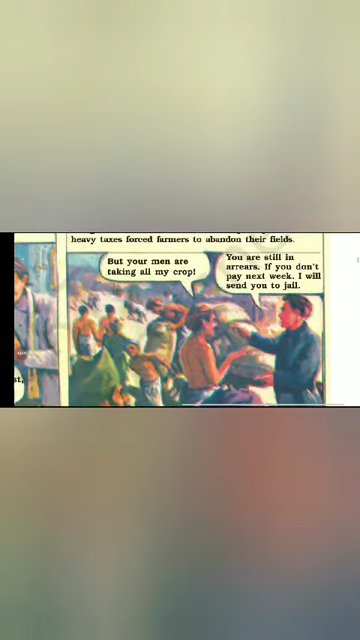 heavy taxes forced farmers to abandon their fields.
But your men are
taking all my crop!
You are still in
arrears. If you don't
pay next week. I will
send you to jail.
st,